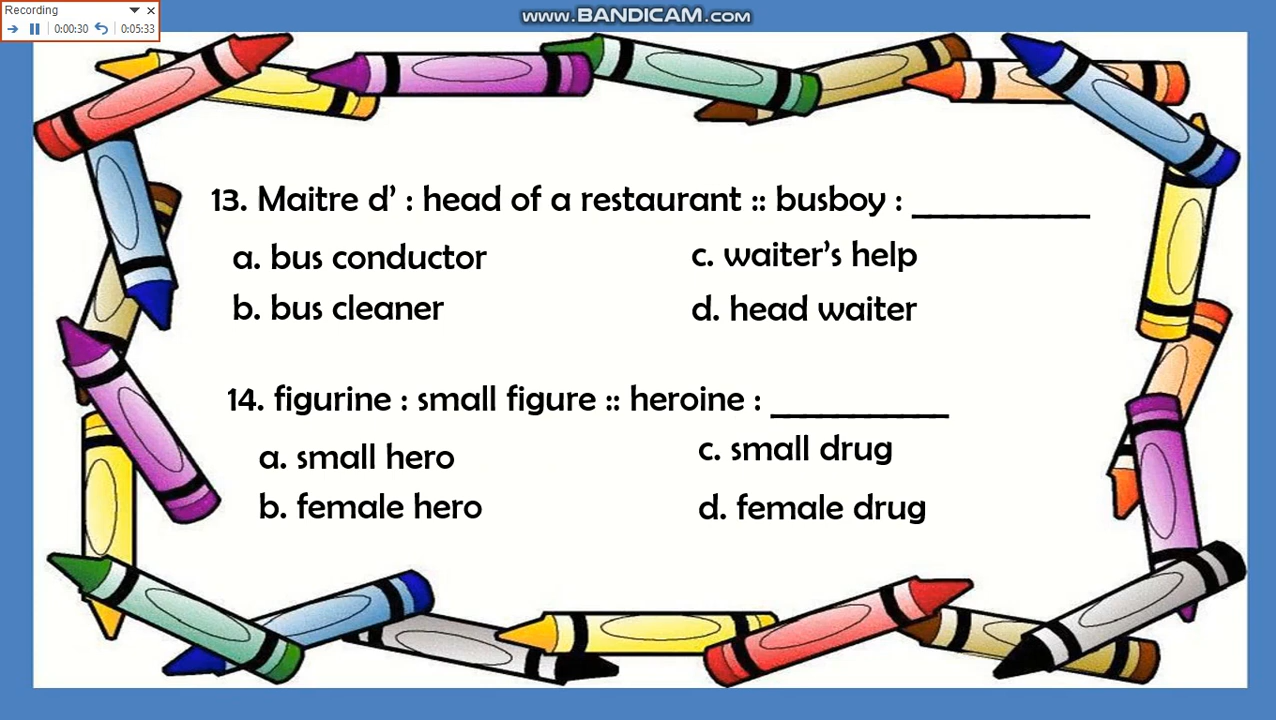 Recording
0:00:30 0:05:33
www.BANDICAM.com
13. Maitre d’ : head of a restaurant :: busboy : ___________
a. bus conductor
c. waiter’s help
b. bus cleaner
d. head waiter
14. figurine : small figure :: heroine : ___________
a. small hero
c. small drug
b. female hero
d. female drug